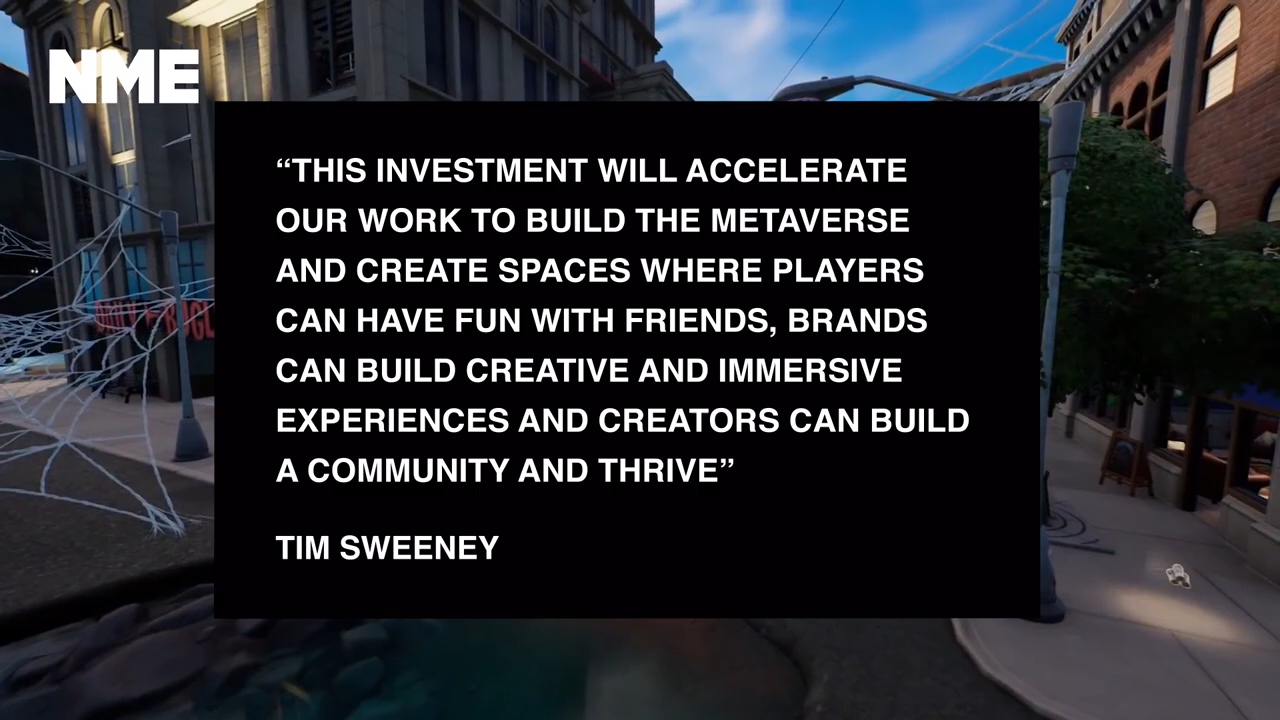 NME
“THIS INVESTMENT WILL ACCELERATE
OUR WORK TO BUILD THE METAVERSE
AND CREATE SPACES WHERE PLAYERS
CAN HAVE FUN WITH FRIENDS, BRANDS
CAN BUILD CREATIVE AND IMMERSIVE
EXPERIENCES AND CREATORS CAN BUILD
A COMMUNITY AND THRIVE”
TIM SWEENEY